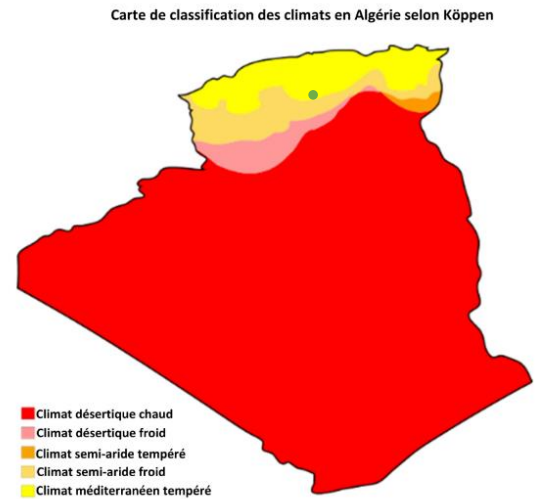 Carte de classification des climats en Algérie selon Köppen
Climat désertique chaud
Climat désertique froid
Climat semi-aride tempéré
Climat semi-aride froid
Climat méditerranéen tempéré